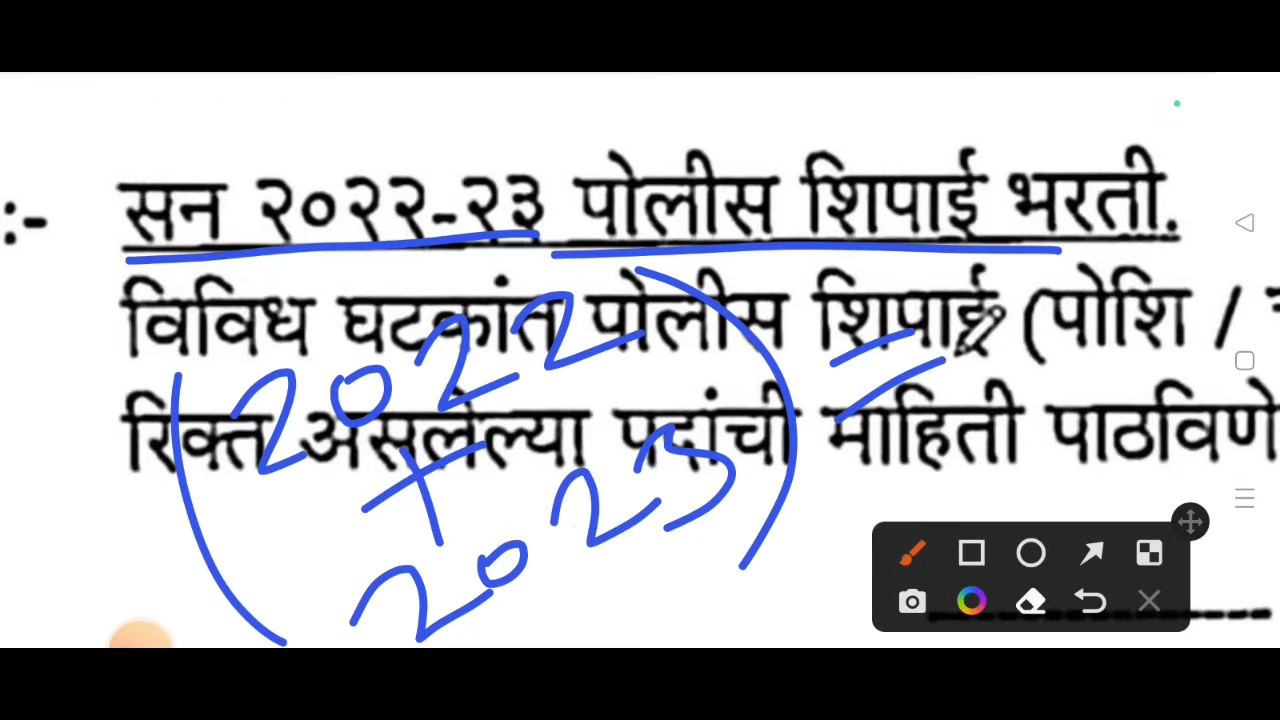 :- सन २०२२-२३ पोलीस शिपाई भरती.
विविध घटकांत पोलीस शिपाई (पोशि /
रिक्त असलेल्या पदांची माहिती पाठविणे
(2022
+
2023) =